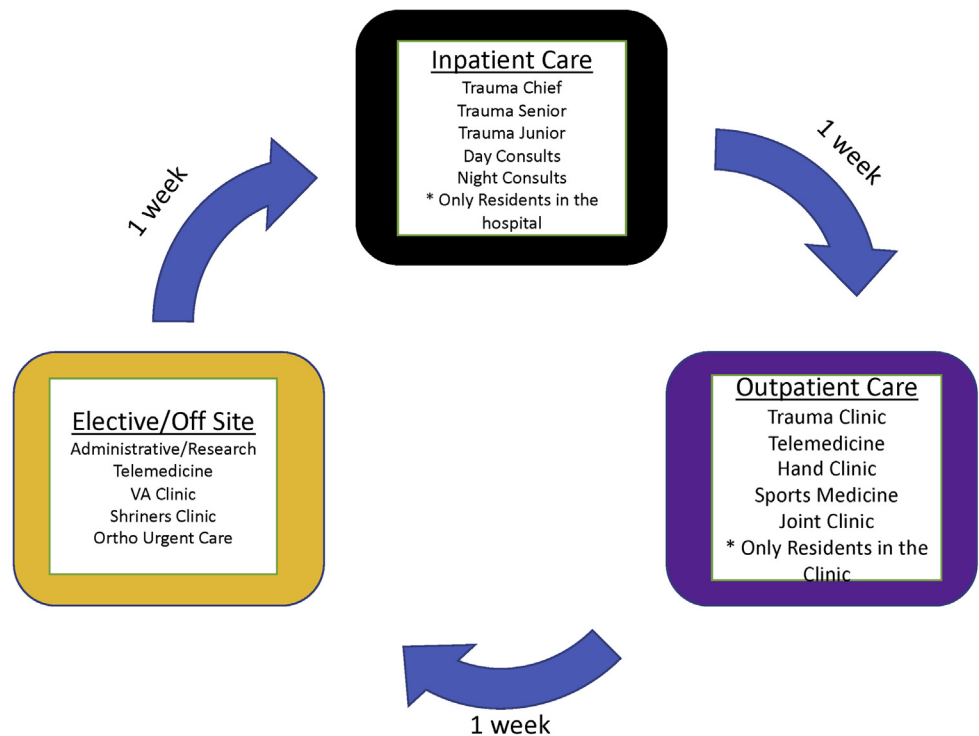 Inpatient Care
Trauma Chief
Trauma Senior
Trauma Junior
Day Consults
Night Consults
* Only Residents in the
hospital
1 week
1 week
Elective/Off Site
Administrative/Research
Telemedicine
VA Clinic
Shriners Clinic
Ortho Urgent Care
Outpatient Care
Trauma Clinic
Telemedicine
Hand Clinic
Sports Medicine
Joint Clinic
* Only Residents in the
Clinic
1 week